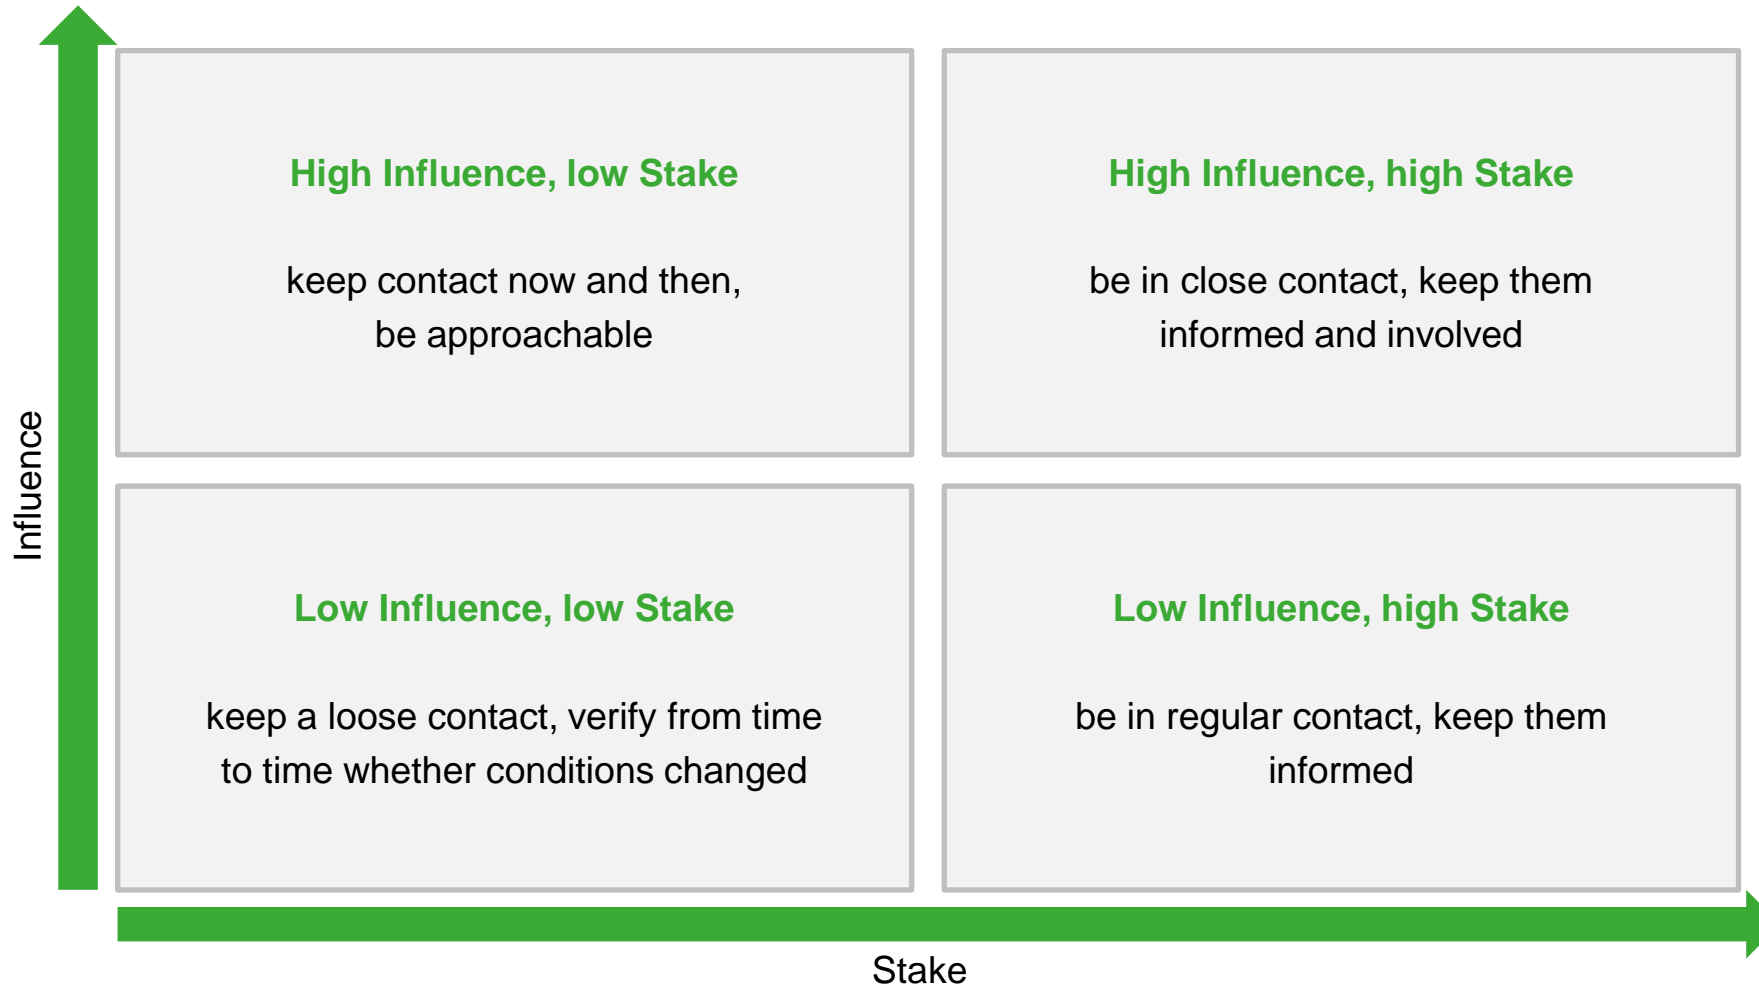 High Influence, low Stake
keep contact now and then,
be approachable
High Influence, high Stake
be in close contact, keep them
informed and involved
Influence
Low Influence, low Stake
keep a loose contact, verify from time
to time whether conditions changed
Low Influence, high Stake
be in regular contact, keep them
informed
Stake